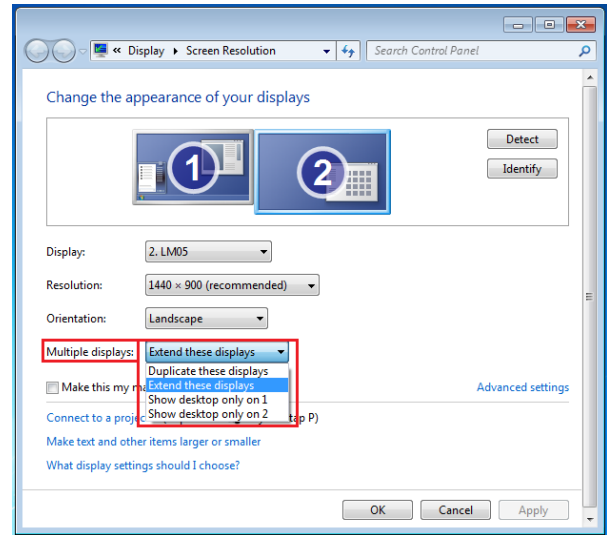 « Display ▸ Screen Resolution Search Control Panel
Change the appearance of your displays
1 2
Detect
Identify
Display: 2. LM05
Resolution: 1440 × 900 (recommended)
Orientation: Landscape
Multiple displays: Extend these displays
Duplicate these displays
Extend these displays
Show desktop only on 1
Show desktop only on 2
Make this my Advanced settings
Connect to a tap P)
Make text and other items larger or smaller
What display settings should I choose?
OK Cancel Apply